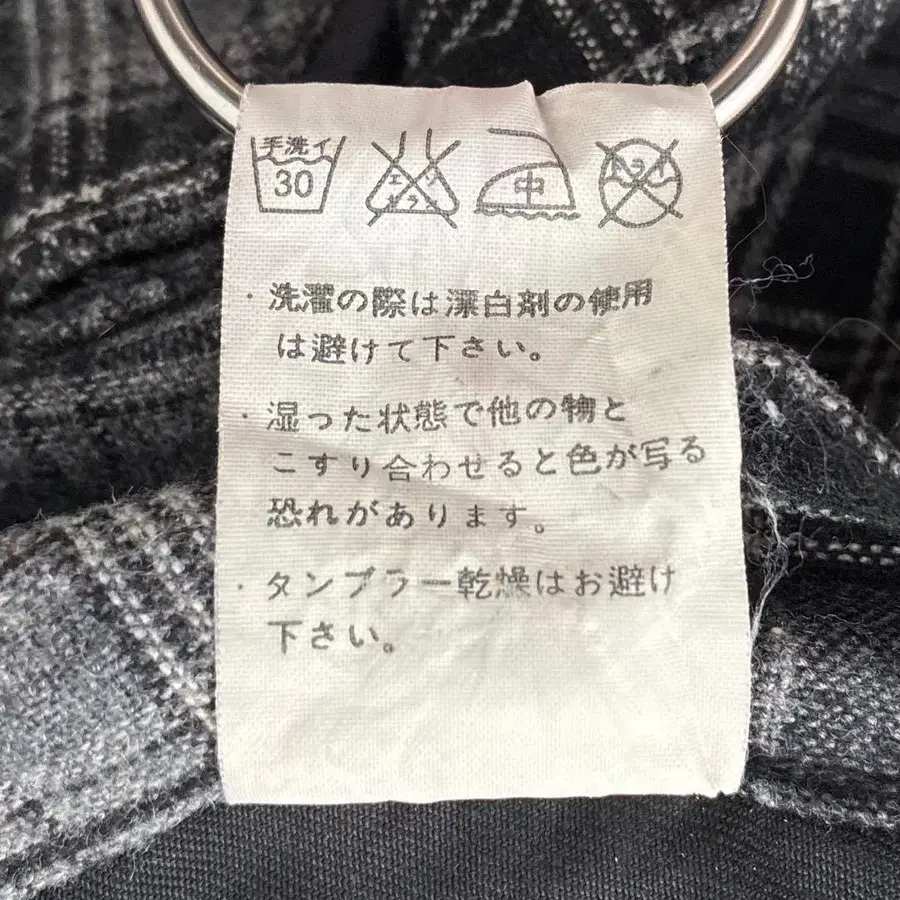 手洗イ 30 エンソサラシ 中 ドライ
・洗濯の際は漂白剤の使用
は避けて下さい。
・湿った状態で他の物と
こすり合わせると色が写る
恐れがあります。
・タンブラー乾燥はお避け
下さい。